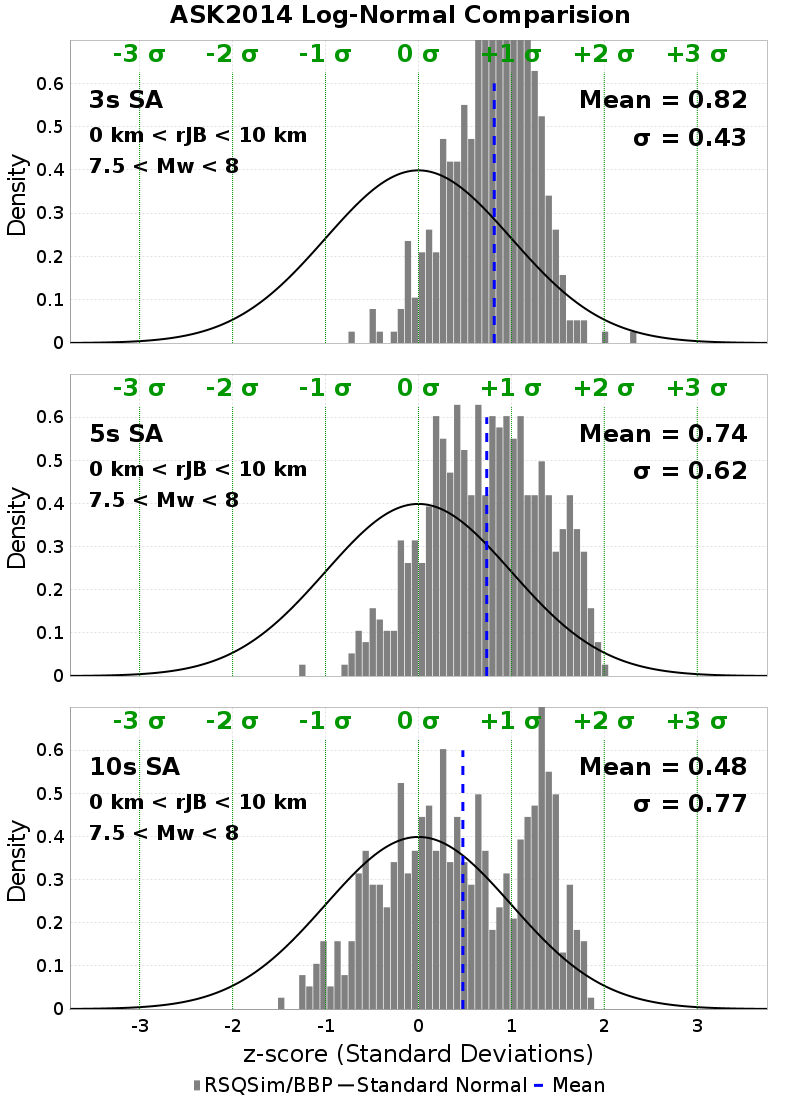 ASK2014 Log-Normal Comparision
-3 σ -2 σ -1 σ 0 σ +1 σ +2 σ +3 σ
3s SA
Mean = 0.82
0 km < rJB < 10 km
σ = 0.43
7.5 < Mw < 8
Density
0.6
0.5
0.4
0.3
0.2
0.1
0
-3 σ -2 σ -1 σ 0 σ +1 σ +2 σ +3 σ
5s SA
Mean = 0.74
0 km < rJB < 10 km
σ = 0.62
7.5 < Mw < 8
Density
0.6
0.5
0.4
0.3
0.2
0.1
0
-3 σ -2 σ -1 σ 0 σ +1 σ +2 σ +3 σ
10s SA
Mean = 0.48
0 km < rJB < 10 km
σ = 0.77
7.5 < Mw < 8
Density
0.6
0.5
0.4
0.3
0.2
0.1
0
-3 -2 -1 0 1 2 3
z-score (Standard Deviations)
RSQSim/BBP Standard Normal Mean